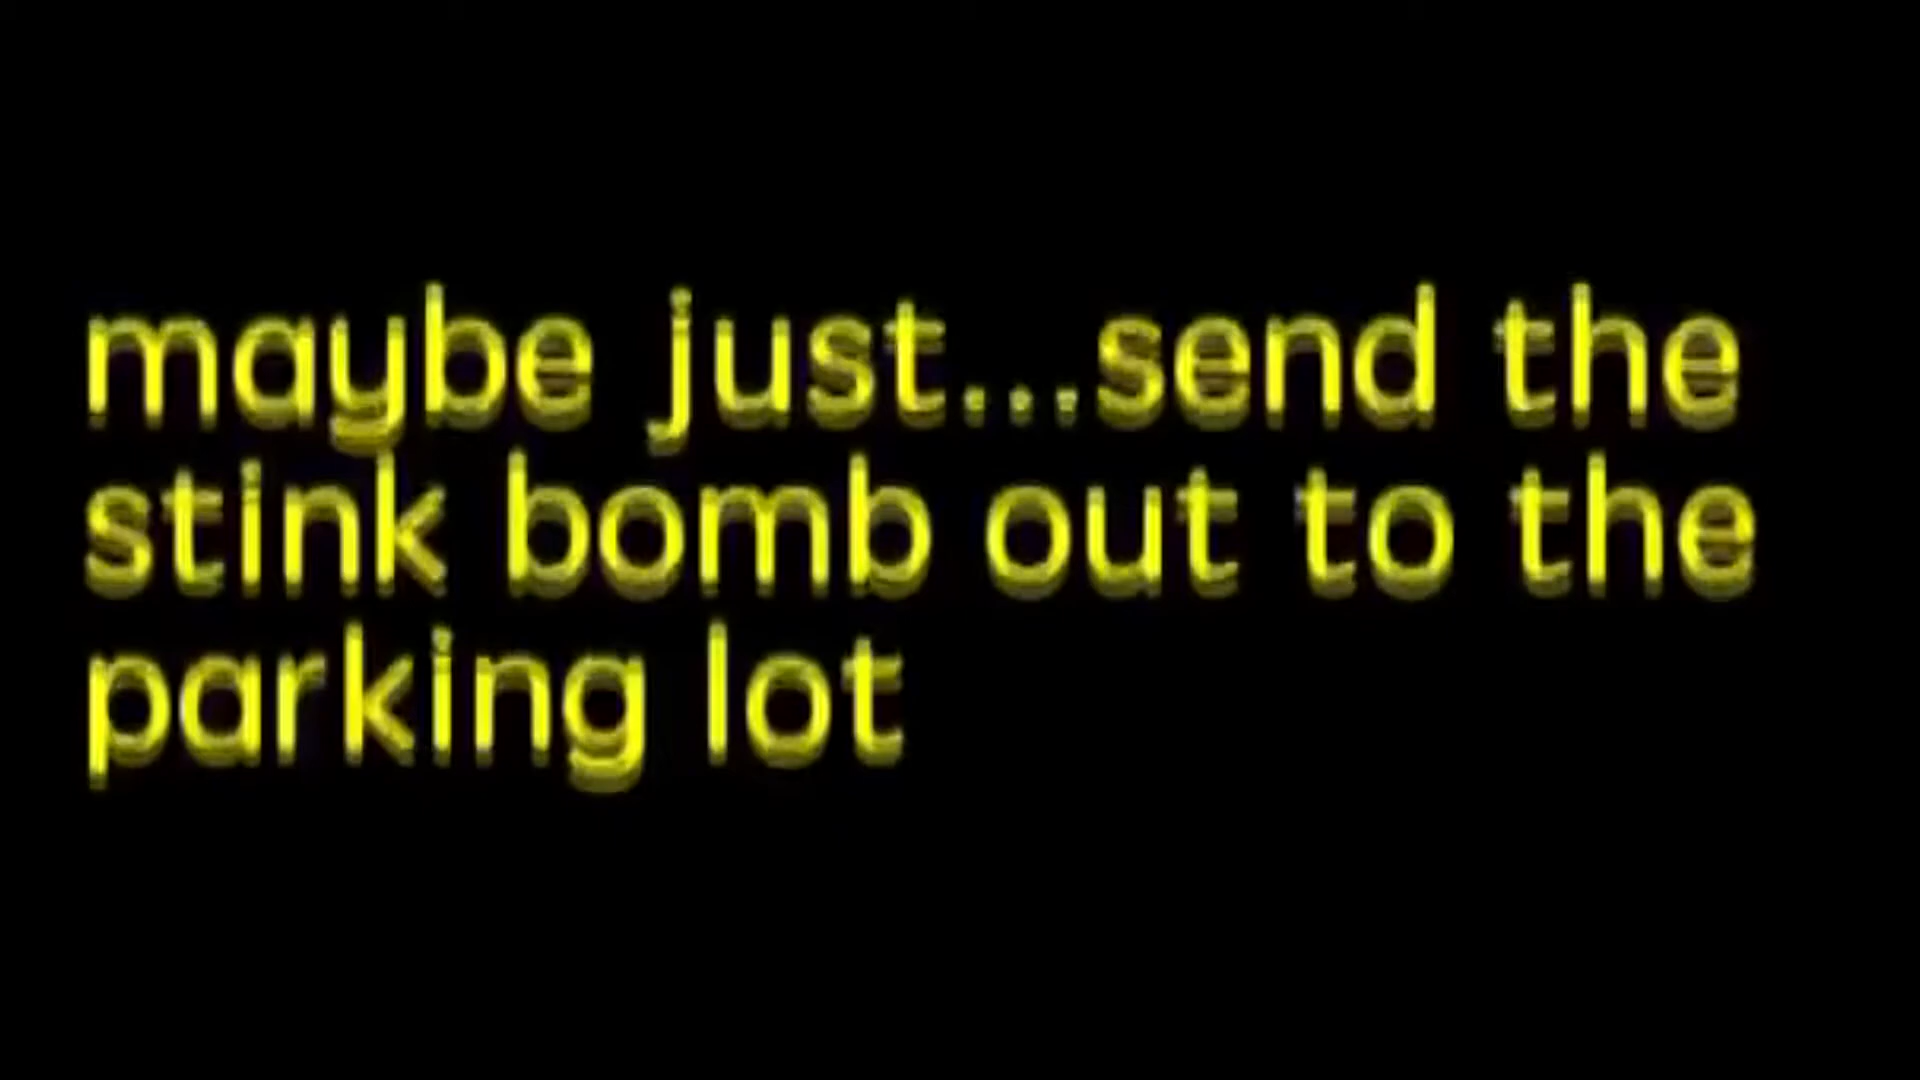 maybe just...send the
stink bomb out to the
parking lot